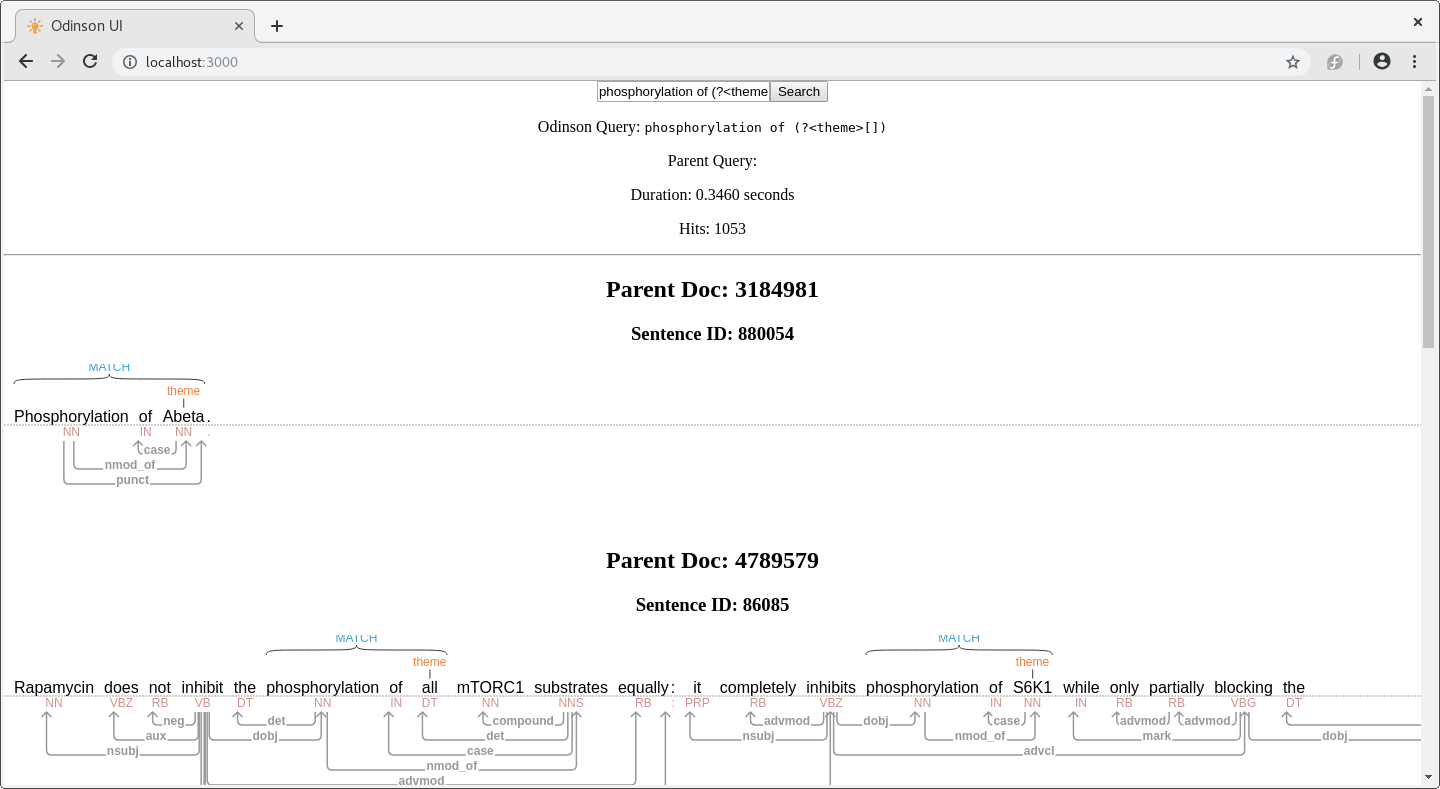 Odinson UI
localhost:3000
phosphorylation of (?<theme Search
Odinson Query: phosphorylation of (?<theme>[])
Parent Query:
Duration: 0.3460 seconds
Hits: 1053
Parent Doc: 3184981
Sentence ID: 880054
MATCH
theme
Phosphorylation of Abeta .
NN IN NN .
case
nmod_of
punct
Parent Doc: 4789579
Sentence ID: 86085
MATCH MATCH
theme theme
Rapamycin does not inhibit the phosphorylation of all mTORC1 substrates equally : it completely inhibits phosphorylation of S6K1 while only partially blocking the
NN VBZ RB VB DT NN IN DT NN NNS RB : PRP RB VBZ NN IN NN IN RB RB VBG DT
neg det compound advmod dobj case advmod advmod
aux dobj det nsubj nmod_of mark dobj
nsubj case advcl
nmod_of
advmod